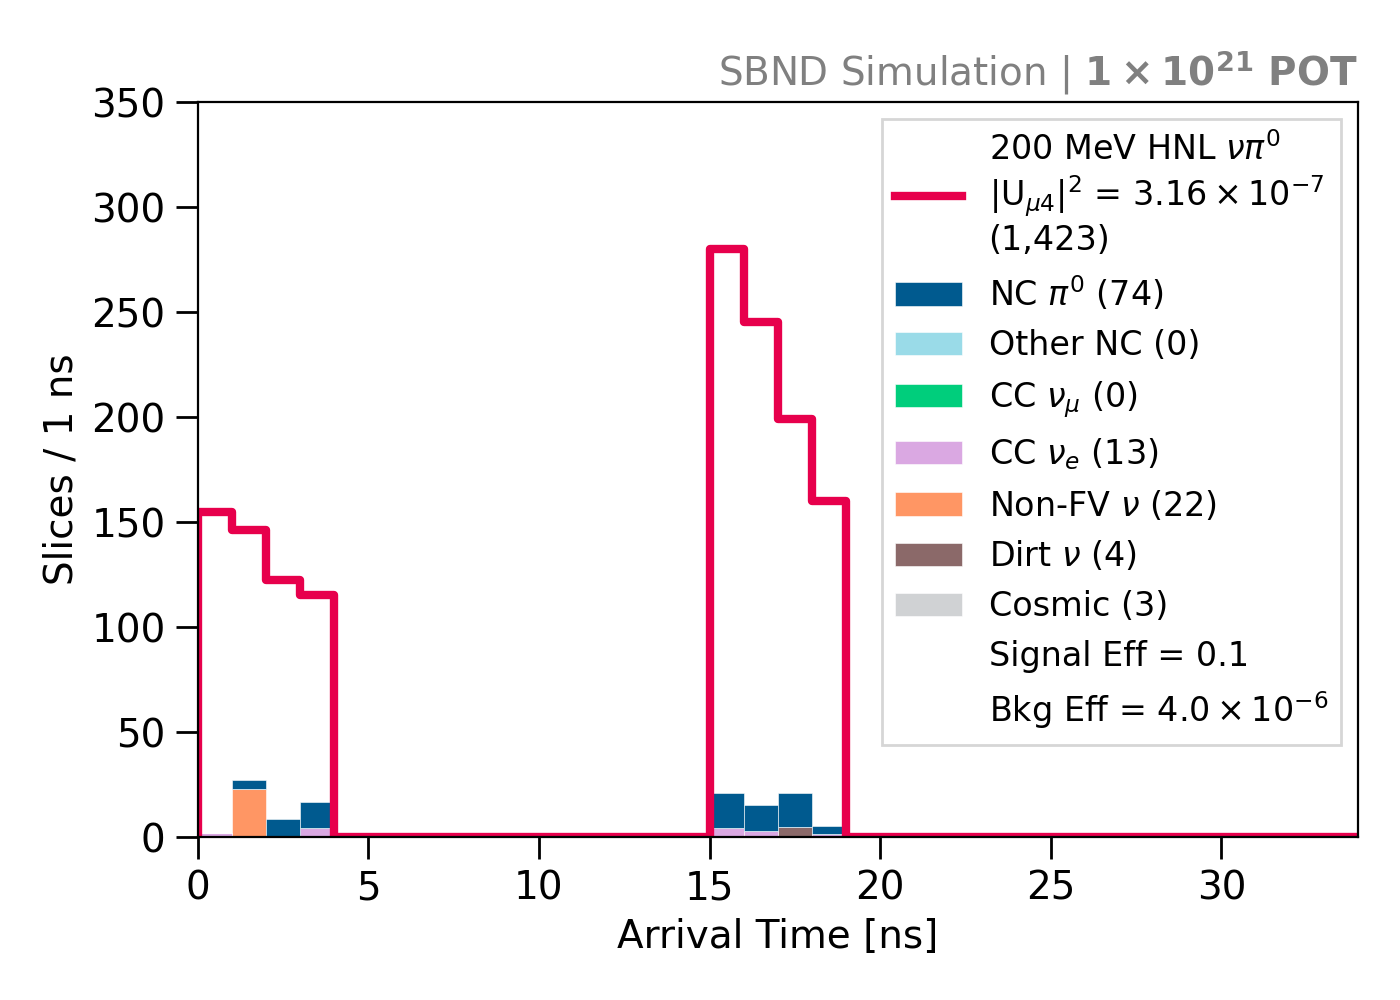 SBND Simulation | 1 × 10²¹ POT
350
300
250
200
150
100
50
0
Slices / 1 ns
0 5 10 15 20 25 30
Arrival Time [ns]
200 MeV HNL νπ⁰
|U_μ4|² = 3.16 × 10⁻⁷
(1,423)
NC π⁰ (74)
Other NC (0)
CC ν_μ (0)
CC ν_e (13)
Non-FV ν (22)
Dirt ν (4)
Cosmic (3)
Signal Eff = 0.1
Bkg Eff = 4.0 × 10⁻⁶